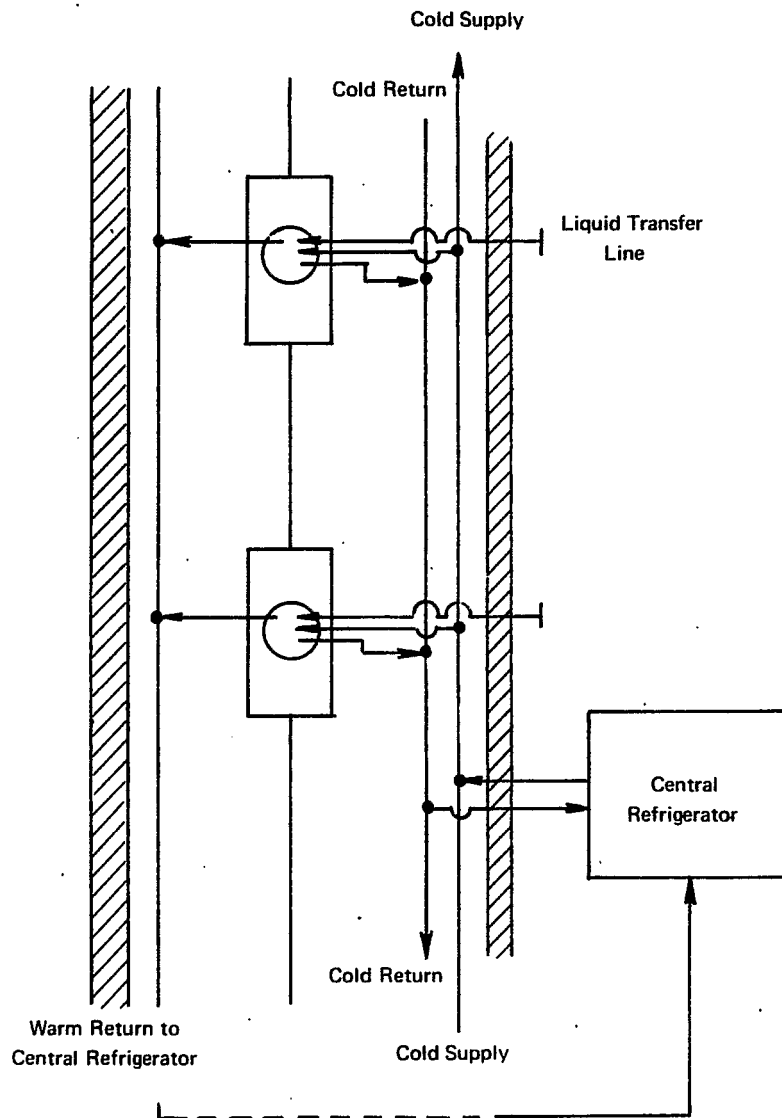 Cold Supply
Cold Return
Liquid Transfer
Line
Central
Refrigerator
Cold Return
Warm Return to
Central Refrigerator
Cold Supply